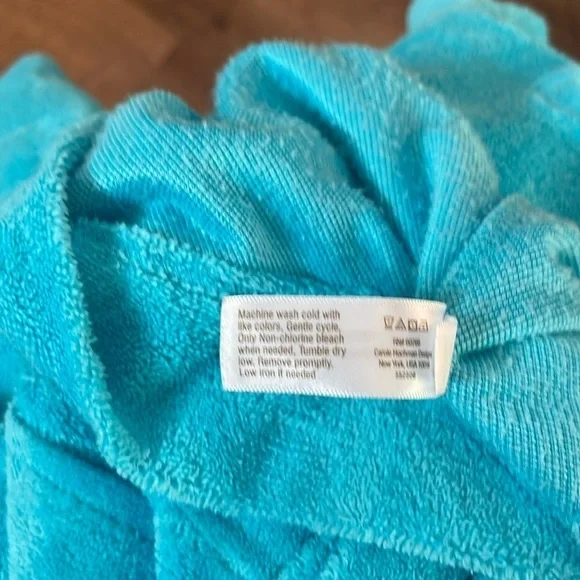 Machine wash cold with
like colors, Gentle cycle,
Only Non-chlorine bleach
when needed, Tumble dry
low, Remove promptly,
Low iron if needed
Carole Hochman Design
New York, USA